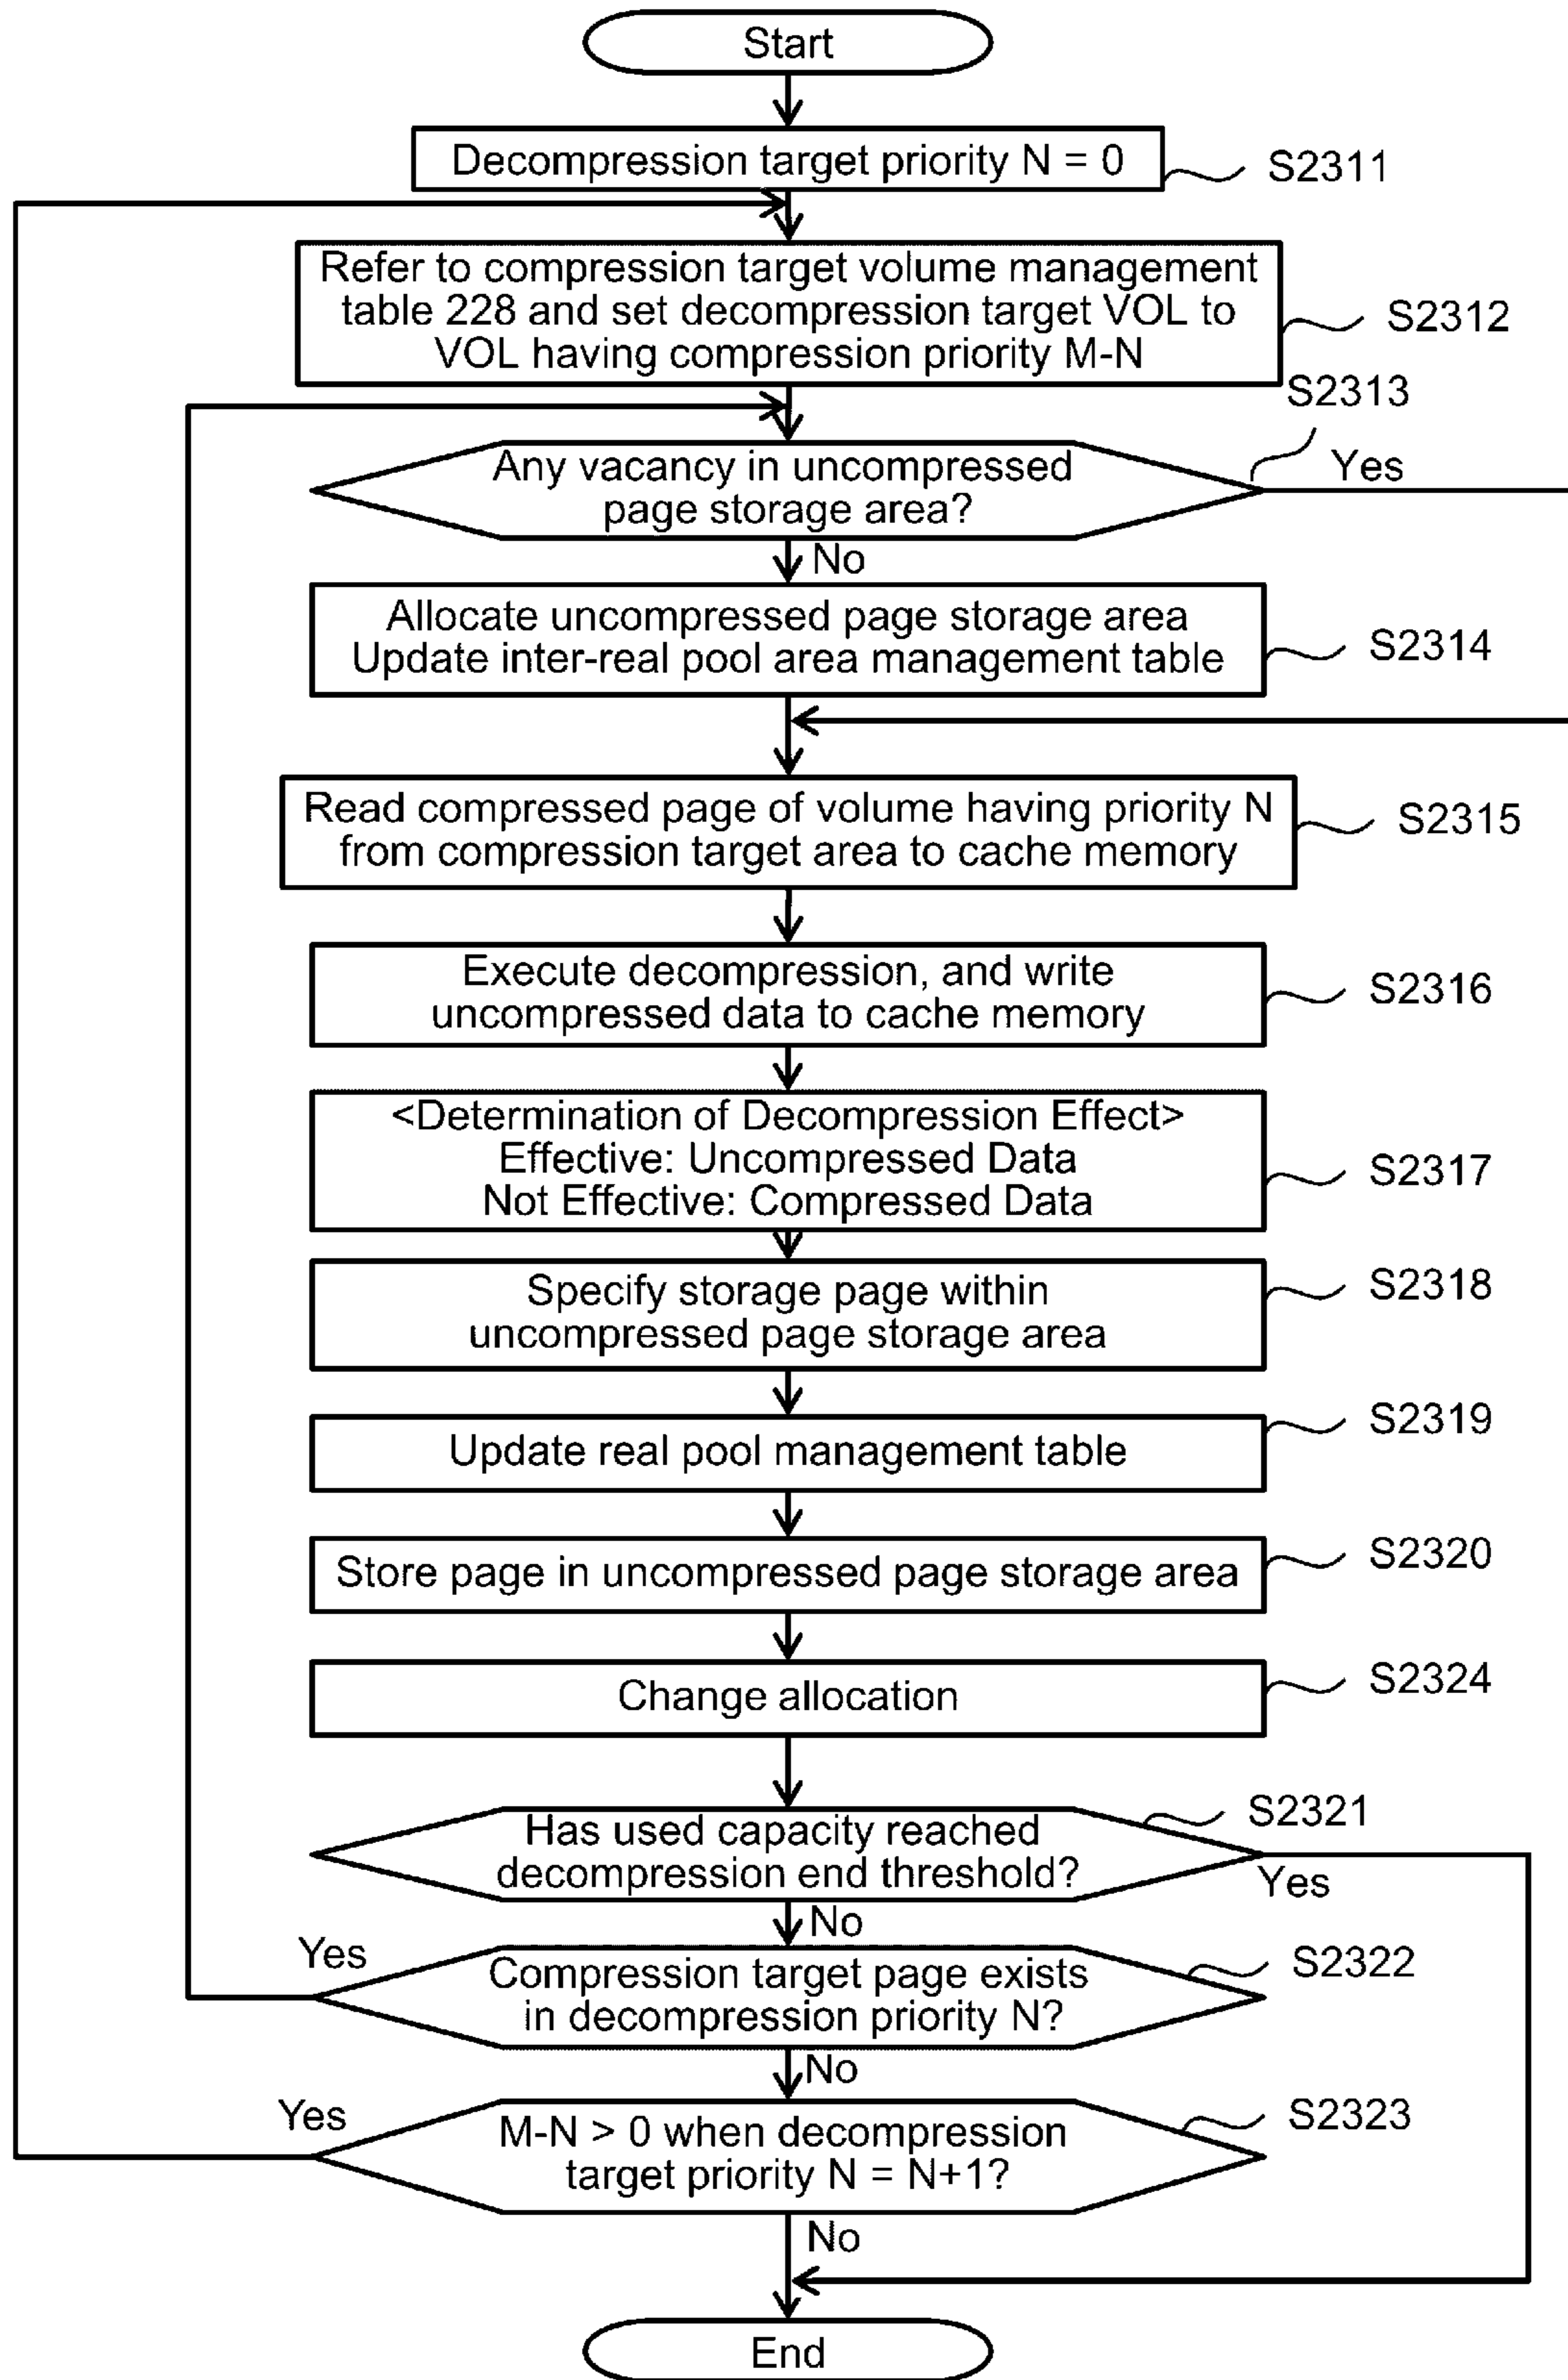 Start
Decompression target priority N = 0
S2311
Refer to compression target volume management
table 228 and set decompression target VOL to
VOL having compression priority M-N
S2312
S2313
Any vacancy in uncompressed
page storage area?
Yes
No
Allocate uncompressed page storage area
Update inter-real pool area management table
S2314
Read compressed page of volume having priority N
from compression target area to cache memory
S2315
Execute decompression, and write
uncompressed data to cache memory
S2316
<Determination of Decompression Effect>
Effective: Uncompressed Data
Not Effective: Compressed Data
S2317
Specify storage page within
uncompressed page storage area
S2318
Update real pool management table
S2319
Store page in uncompressed page storage area
S2320
Change allocation
S2324
Has used capacity reached
decompression end threshold?
S2321
Yes
No
Yes
Compression target page exists
in decompression priority N?
S2322
No
Yes
M-N > 0 when decompression
target priority N = N+1?
S2323
No
End